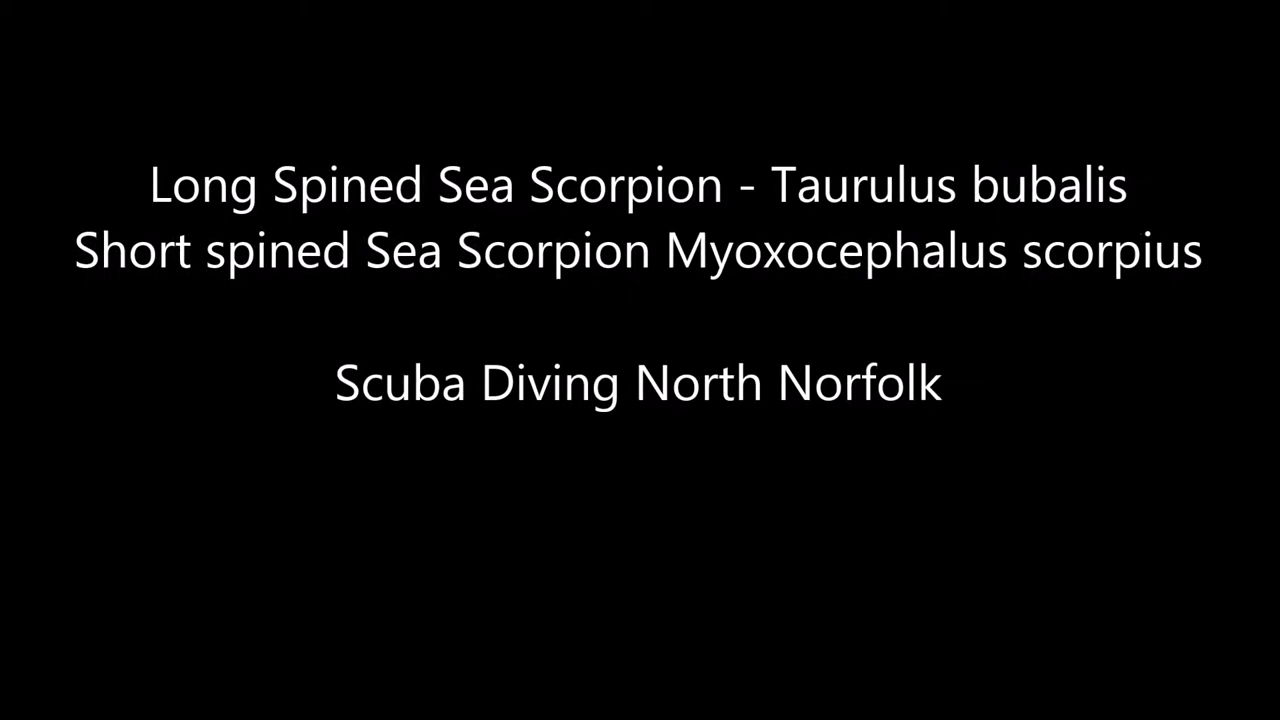 Long Spined Sea Scorpion - Taurulus bubalis
Short spined Sea Scorpion Myoxocephalus scorpius
Scuba Diving North Norfolk